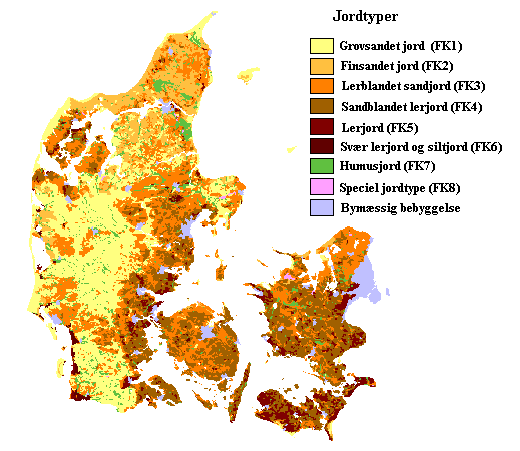 Jordtyper
Grovsandet jord (FK1)
Finsandet jord (FK2)
Lerblandet sandjord (FK3)
Sandblandet lerjord (FK4)
Lerjord (FK5)
Svær lerjord og siltjord (FK6)
Humusjord (FK7)
Speciel jordtype (FK8)
Bymæssig bebyggelse